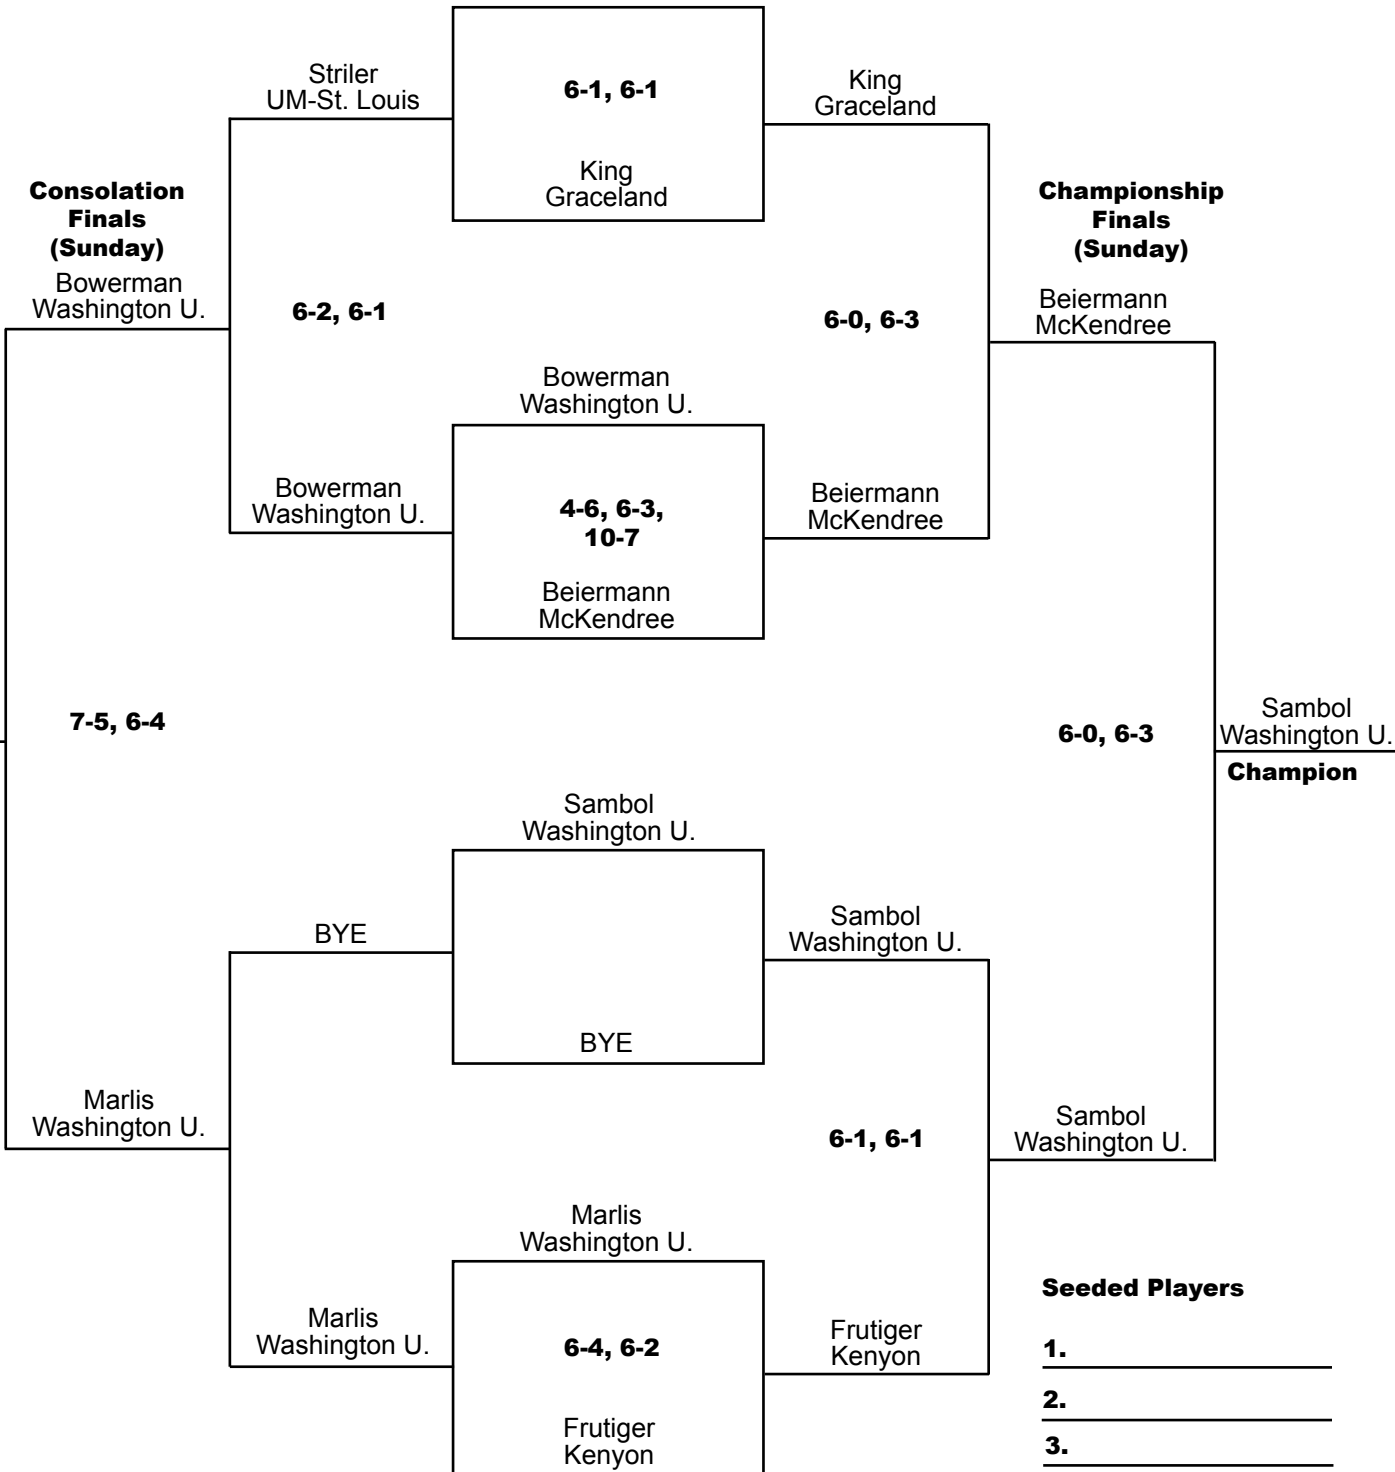 Striler
UM-St. Louis
6-1, 6-1
King
Graceland
King
Graceland
Consolation
Finals
(Sunday)
Championship
Finals
(Sunday)
Bowerman
Washington U.
6-2, 6-1
6-0, 6-3
Beiermann
McKendree
Bowerman
Washington U.
Bowerman
Washington U.
4-6, 6-3,
10-7
Beiermann
McKendree
Beiermann
McKendree
7-5, 6-4
6-0, 6-3
Sambol
Washington U.
Champion
Sambol
Washington U.
BYE
Sambol
Washington U.
BYE
Marlis
Washington U.
6-1, 6-1
Sambol
Washington U.
Marlis
Washington U.
Marlis
Washington U.
6-4, 6-2
Frutiger
Kenyon
Frutiger
Kenyon
Seeded Players
1.
2.
3.